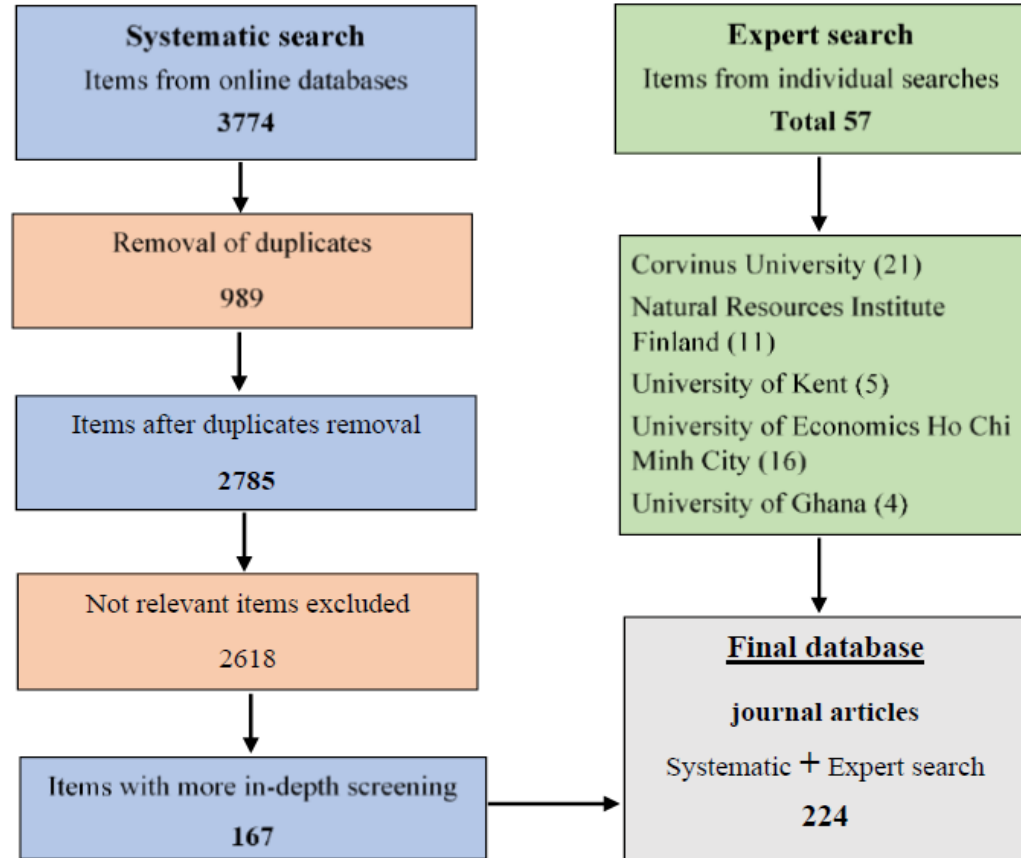 Systematic search
Items from online databases
3774
Removal of duplicates
989
Items after duplicates removal
2785
Not relevant items excluded
2618
Items with more in-depth screening
167
Expert search
Items from individual searches
Total 57
Corvinus University (21)
Natural Resources Institute
Finland (11)
University of Kent (5)
University of Economics Ho Chi
Minh City (16)
University of Ghana (4)
Final database
journal articles
Systematic + Expert search
224